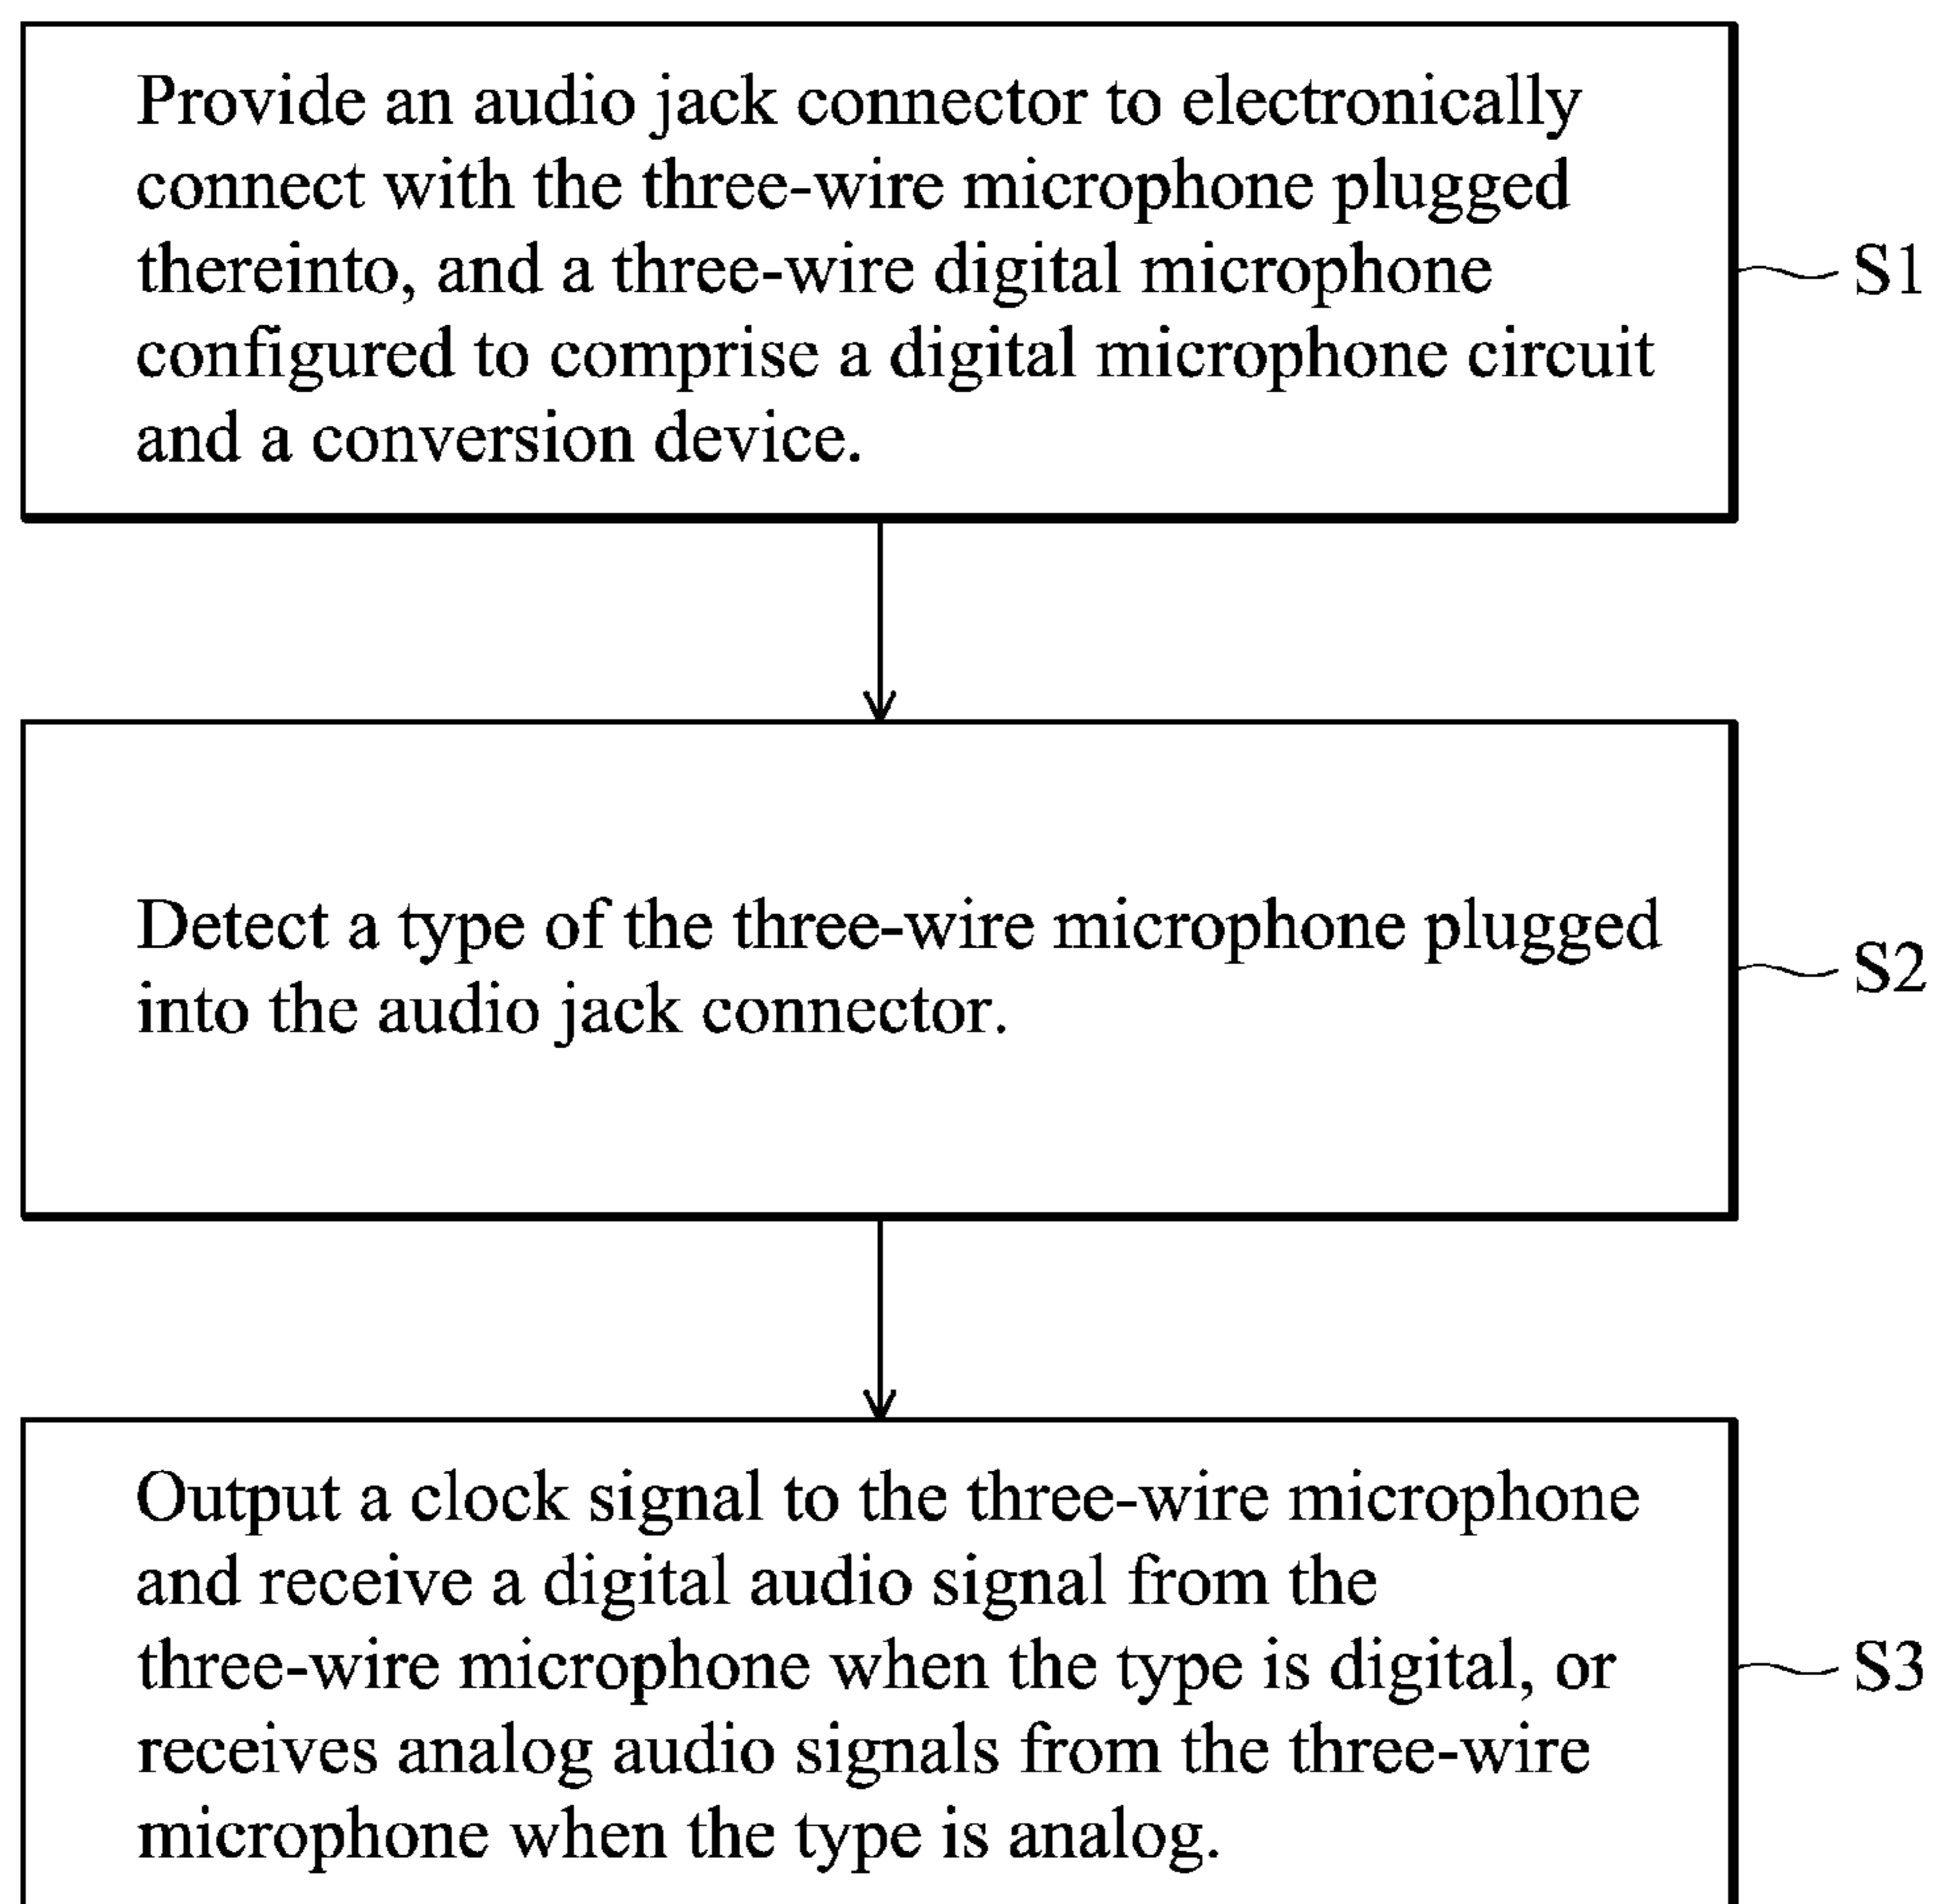 Provide an audio jack connector to electronically
connect with the three-wire microphone plugged
thereinto, and a three-wire digital microphone
configured to comprise a digital microphone circuit
and a conversion device.
S1
Detect a type of the three-wire microphone plugged
into the audio jack connector.
S2
Output a clock signal to the three-wire microphone
and receive a digital audio signal from the
three-wire microphone when the type is digital, or
receives analog audio signals from the three-wire
microphone when the type is analog.
S3